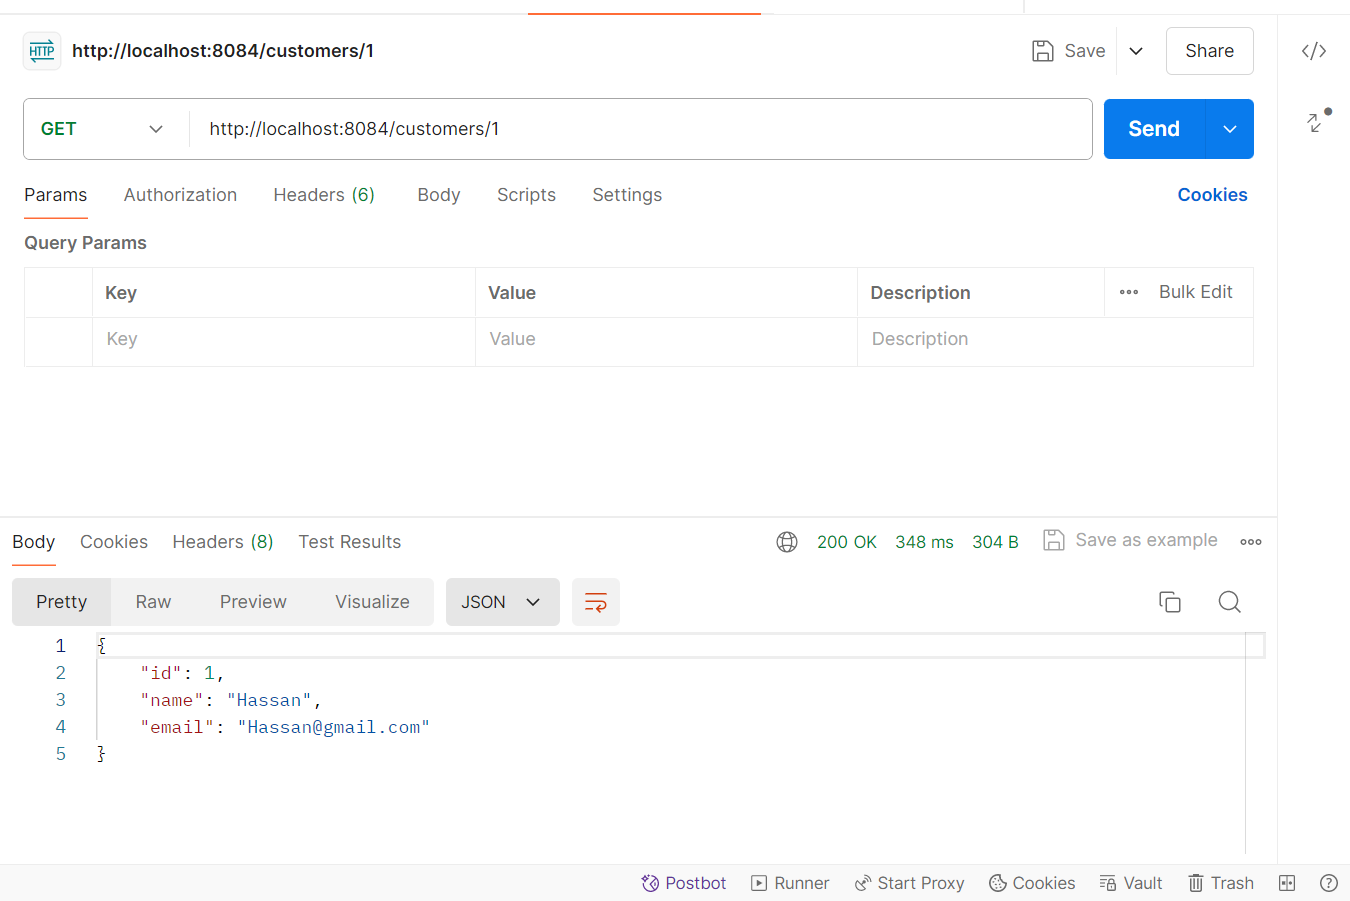 HTTP http://localhost:8084/customers/1 Save Share
GET http://localhost:8084/customers/1 Send
Params Authorization Headers (6) Body Scripts Settings Cookies
Query Params
Key Value Description Bulk Edit
Key Value Description
Body Cookies Headers (8) Test Results 200 OK 348 ms 304 B Save as example
Pretty Raw Preview Visualize JSON
1 {
2 "id": 1,
3 "name": "Hassan",
4 "email": "Hassan@gmail.com"
5 }
Postbot Runner Start Proxy Cookies Vault Trash